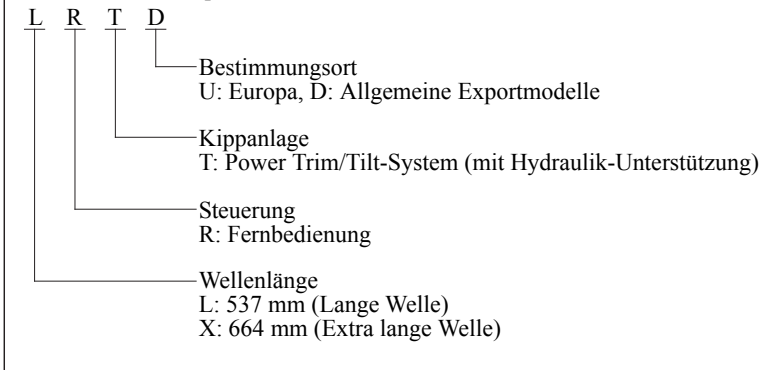 L R T D
Bestimmungsort
U: Europa, D: Allgemeine Exportmodelle
Kippanlage
T: Power Trim/Tilt-System (mit Hydraulik-Unterstützung)
Steuerung
R: Fernbedienung
Wellenlänge
L: 537 mm (Lange Welle)
X: 664 mm (Extra lange Welle)